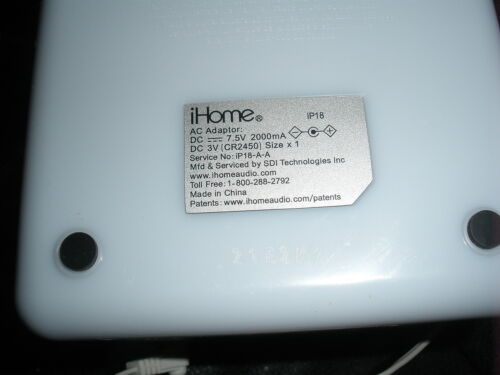 iHome® iP18
AC Adaptor:
DC ⎓ 7.5V 2000mA
DC 3V (CR2450) Size x 1
Service No: iP18-A-A
Mfd & Serviced by SDI Technologies Inc
www.ihomeaudio.com
Toll Free: 1-800-288-2792
Made in China
Patents: www.ihomeaudio.com/patents